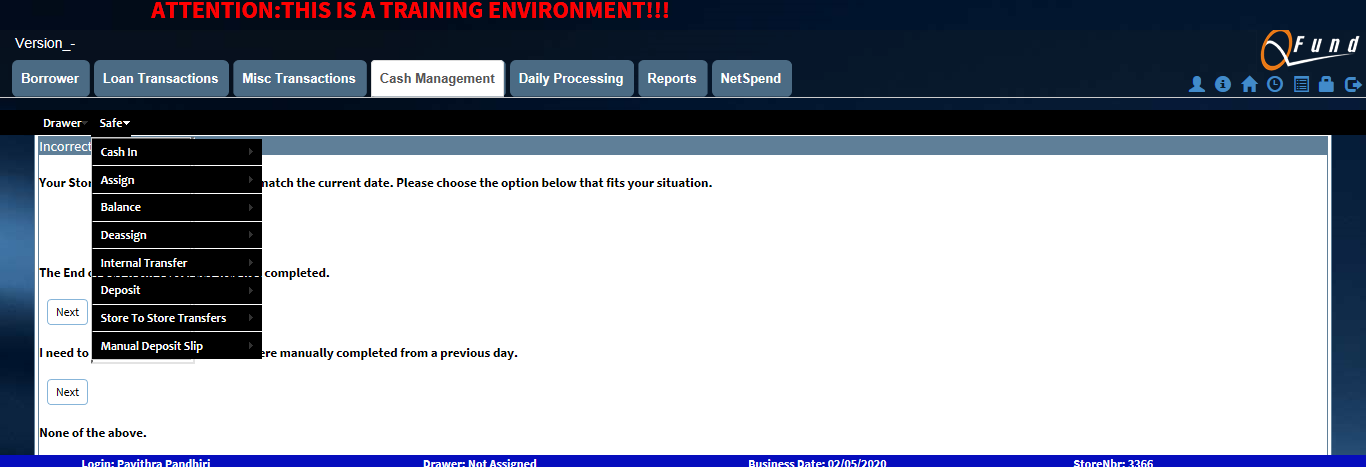 ATTENTION:THIS IS A TRAINING ENVIRONMENT!!!
Version_-
QFund
Borrower Loan Transactions Misc Transactions Cash Management Daily Processing Reports NetSpend
Drawer Safe
Incorrect
Cash In
Your Stor match the current date. Please choose the option below that fits your situation.
Assign
Balance
Deassign
Internal Transfer
The End completed.
Deposit
Next
Store To Store Transfers
Manual Deposit Slip
I need to ere manually completed from a previous day.
Next
None of the above.
Login: Pavithra Pandhiri Drawer: Not Assigned Business Date: 02/05/2020 StoreNbr: 3366